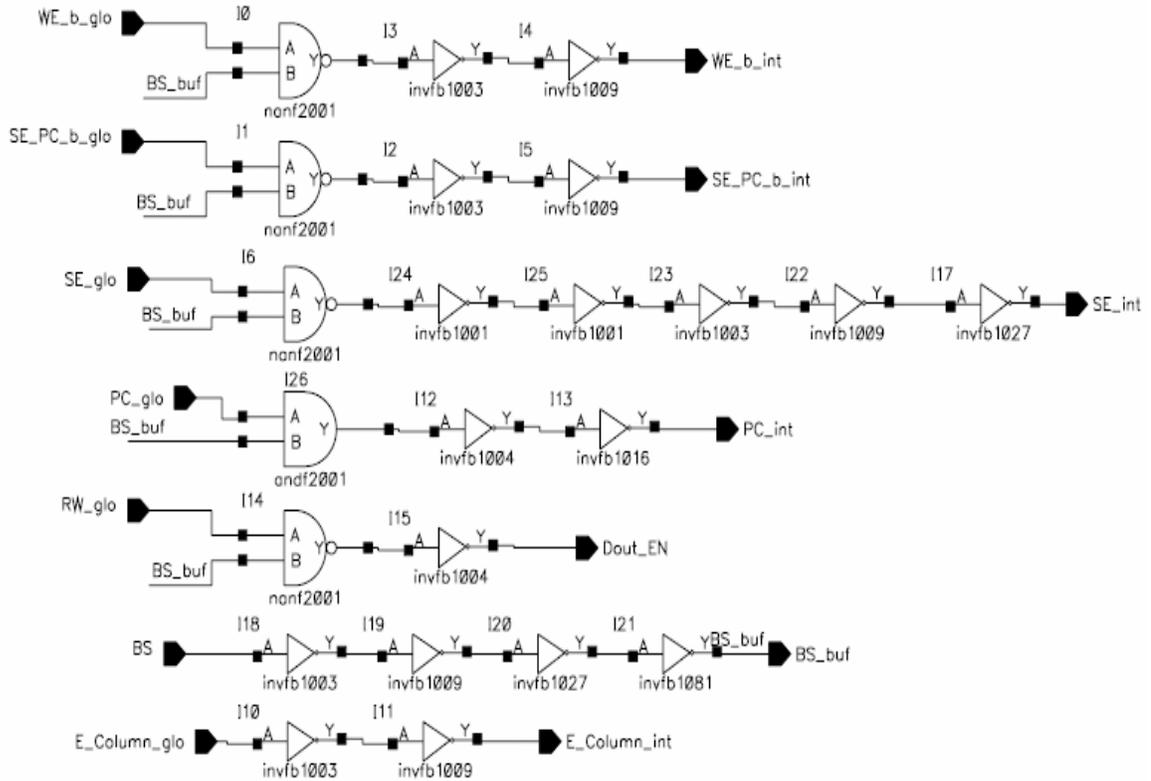 WE_b_glo
I0
A
B
Y
BS_buf
nanf2001
I3
A
Y
invfb1003
I4
A
Y
invfb1009
WE_b_int
SE_PC_b_glo
I1
A
B
Y
BS_buf
nanf2001
I2
A
Y
invfb1003
I5
A
Y
invfb1009
SE_PC_b_int
SE_glo
I6
A
B
Y
BS_buf
nanf2001
I24
A
Y
invfb1001
I25
A
Y
invfb1001
I23
A
Y
invfb1003
I22
A
Y
invfb1009
I17
A
Y
invfb1027
SE_int
PC_glo
I26
A
B
Y
BS_buf
andf2001
I12
A
Y
invfb1004
I13
A
Y
invfb1016
PC_int
RW_glo
I14
A
B
Y
BS_buf
nanf2001
I15
A
Y
invfb1004
Dout_EN
BS
I18
A
Y
invfb1003
I19
A
Y
invfb1009
I20
A
Y
invfb1027
I21
A
Y
invfb1081
BS_buf
BS_buf
E_Column_glo
I10
A
Y
invfb1003
I11
A
Y
invfb1009
E_Column_int